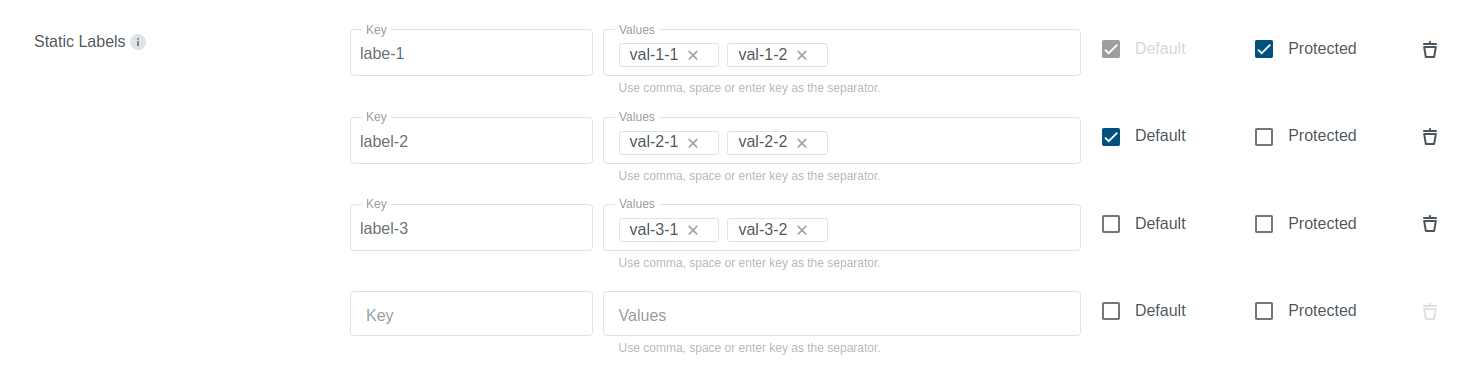 Static Labels
Key
labe-1
Values
val-1-1 val-1-2
Use comma, space or enter key as the separator.
Default
Protected
Key
label-2
Values
val-2-1 val-2-2
Use comma, space or enter key as the separator.
Default
Protected
Key
label-3
Values
val-3-1 val-3-2
Use comma, space or enter key as the separator.
Default
Protected
Key
Values
Use comma, space or enter key as the separator.
Default
Protected